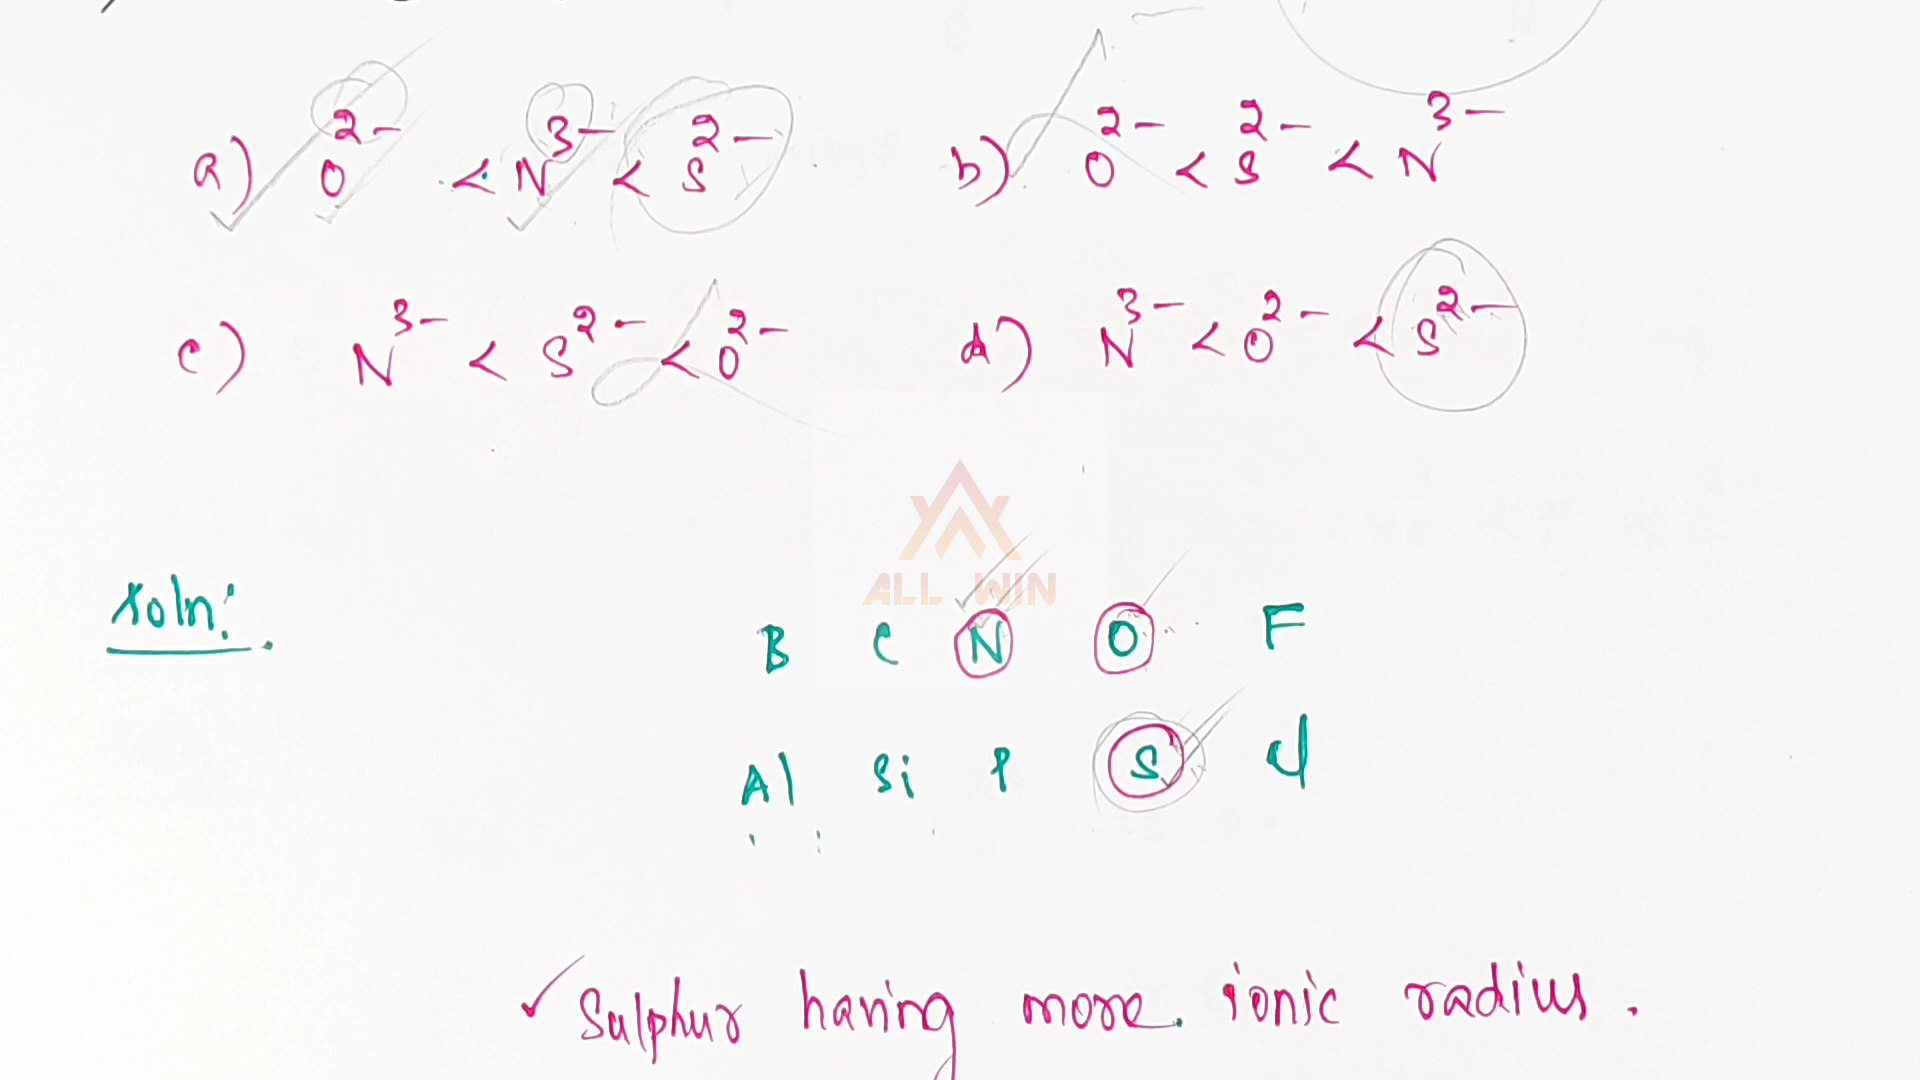 a) O²⁻ < N³⁻ < S²⁻ b) O²⁻ < S²⁻ < N³⁻
c) N³⁻ < S²⁻ < O²⁻ d) N³⁻ < O²⁻ < S²⁻
ALL WIN
Soln:
B C N O F
Al Si P S Cl
✓ Sulphur having more ionic radius.